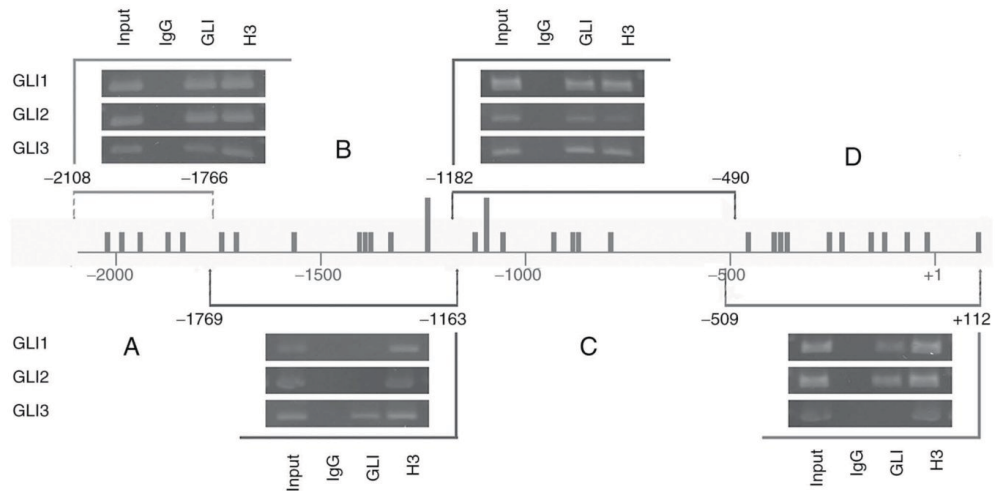 Input IgG GLI H3
Input IgG GLI H3
GLI1
GLI2
GLI3
B
D
−2108 −1766
−1182 −490
−2000 −1500 −1000 −500 +1
−1769 −1163
−509 +112
A
C
GLI1
GLI2
GLI3
Input IgG GLI H3
Input IgG GLI H3